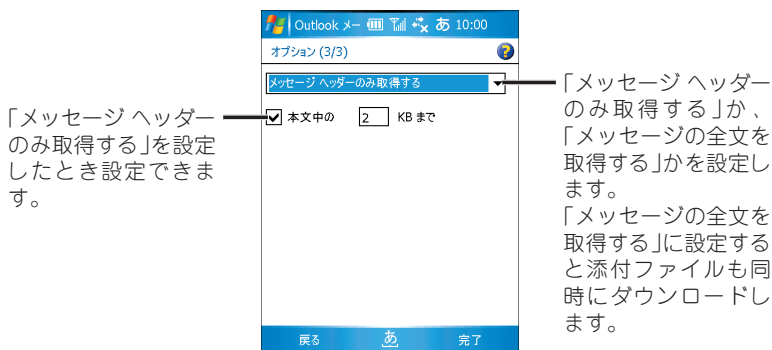 Outlook メー あ 10:00
オプション (3/3)
メッセージ ヘッダーのみ取得する
本文中の 2 KB まで
戻る あ 完了
「メッセージ ヘッダー
のみ取得する」を設定
したとき設定できま
す。
「メッセージ ヘッダー
のみ取得する」か、
「メッセージの全文を
取得する」かを設定し
ます。
「メッセージの全文を
取得する」に設定する
と添付ファイルも同
時にダウンロードし
ます。